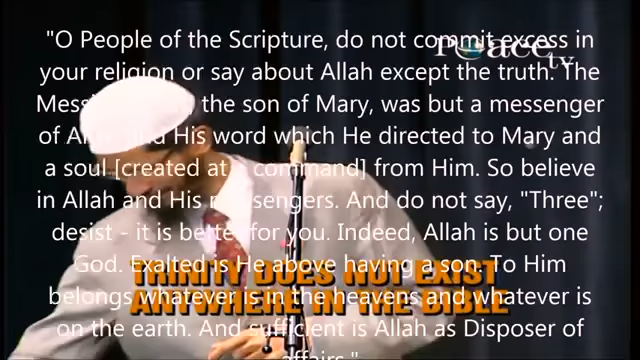 "O People of the Scripture, do not commit excess in
peace tv
your religion or say about Allah except the truth. The
the son of Mary, was but a messenger
of and His word which He directed to Mary and
a soul [created at command] from Him. So believe
in Allah and His messengers. And do not say, "Three";
desist - it is better for you. Indeed, Allah is but one
God. Exalted is He above having a son. To Him
TRINITY DOES NOT EXIST
belongs whatever is in the heavens and whatever is
ANYWHERE IN THE BIBLE
on the earth. And sufficient is Allah as Disposer of
affairs."